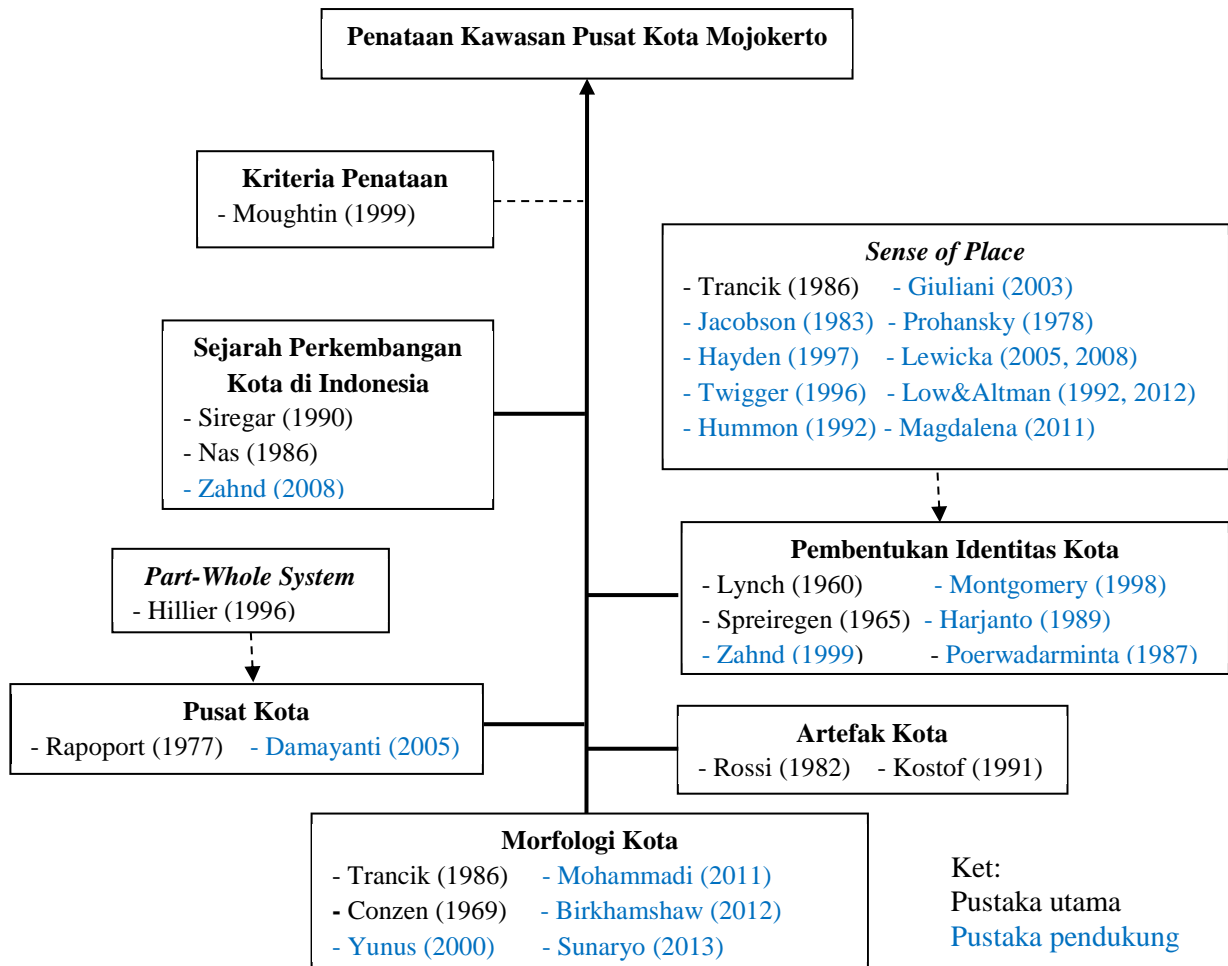 Penataan Kawasan Pusat Kota Mojokerto
Kriteria Penataan
- Moughtin (1999)
Sense of Place
- Trancik (1986) - Giuliani (2003)
- Jacobson (1983) - Prohansky (1978)
- Hayden (1997) - Lewicka (2005, 2008)
- Twigger (1996) - Low&Altman (1992, 2012)
- Hummon (1992) - Magdalena (2011)
Sejarah Perkembangan
Kota di Indonesia
- Siregar (1990)
- Nas (1986)
- Zahnd (2008)
Pembentukan Identitas Kota
- Lynch (1960) - Montgomery (1998)
- Spreiregen (1965) - Harjanto (1989)
- Zahnd (1999) - Poerwadarminta (1987)
Part-Whole System
- Hillier (1996)
Pusat Kota
- Rapoport (1977) - Damayanti (2005)
Artefak Kota
- Rossi (1982) - Kostof (1991)
Morfologi Kota
- Trancik (1986) - Mohammadi (2011)
- Conzen (1969) - Birkhamshaw (2012)
- Yunus (2000) - Sunaryo (2013)
Ket:
Pustaka utama
Pustaka pendukung